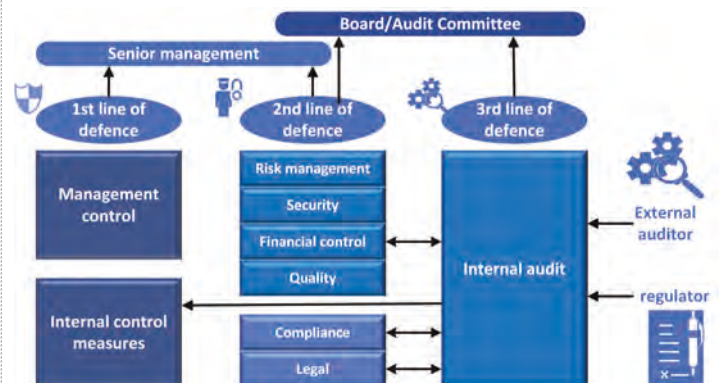 Board/Audit Committee
Senior management
1st line of
defence
2nd line of
defence
3rd line of
defence
Management
control
Internal control
measures
Risk management
Security
Financial control
Quality
Compliance
Legal
Internal audit
External
auditor
regulator